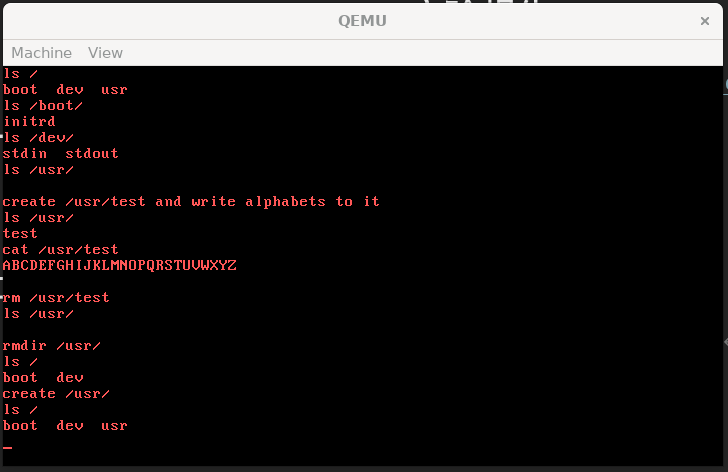 QEMU ×
Machine View
ls /
boot  dev  usr
ls /boot/
initrd
ls /dev/
stdin  stdout
ls /usr/
create /usr/test and write alphabets to it
ls /usr/
test
cat /usr/test
ABCDEFGHIJKLMNOPQRSTUVWXYZ
rm /usr/test
ls /usr/
rmdir /usr/
ls /
boot  dev
create /usr/
ls /
boot  dev  usr
_